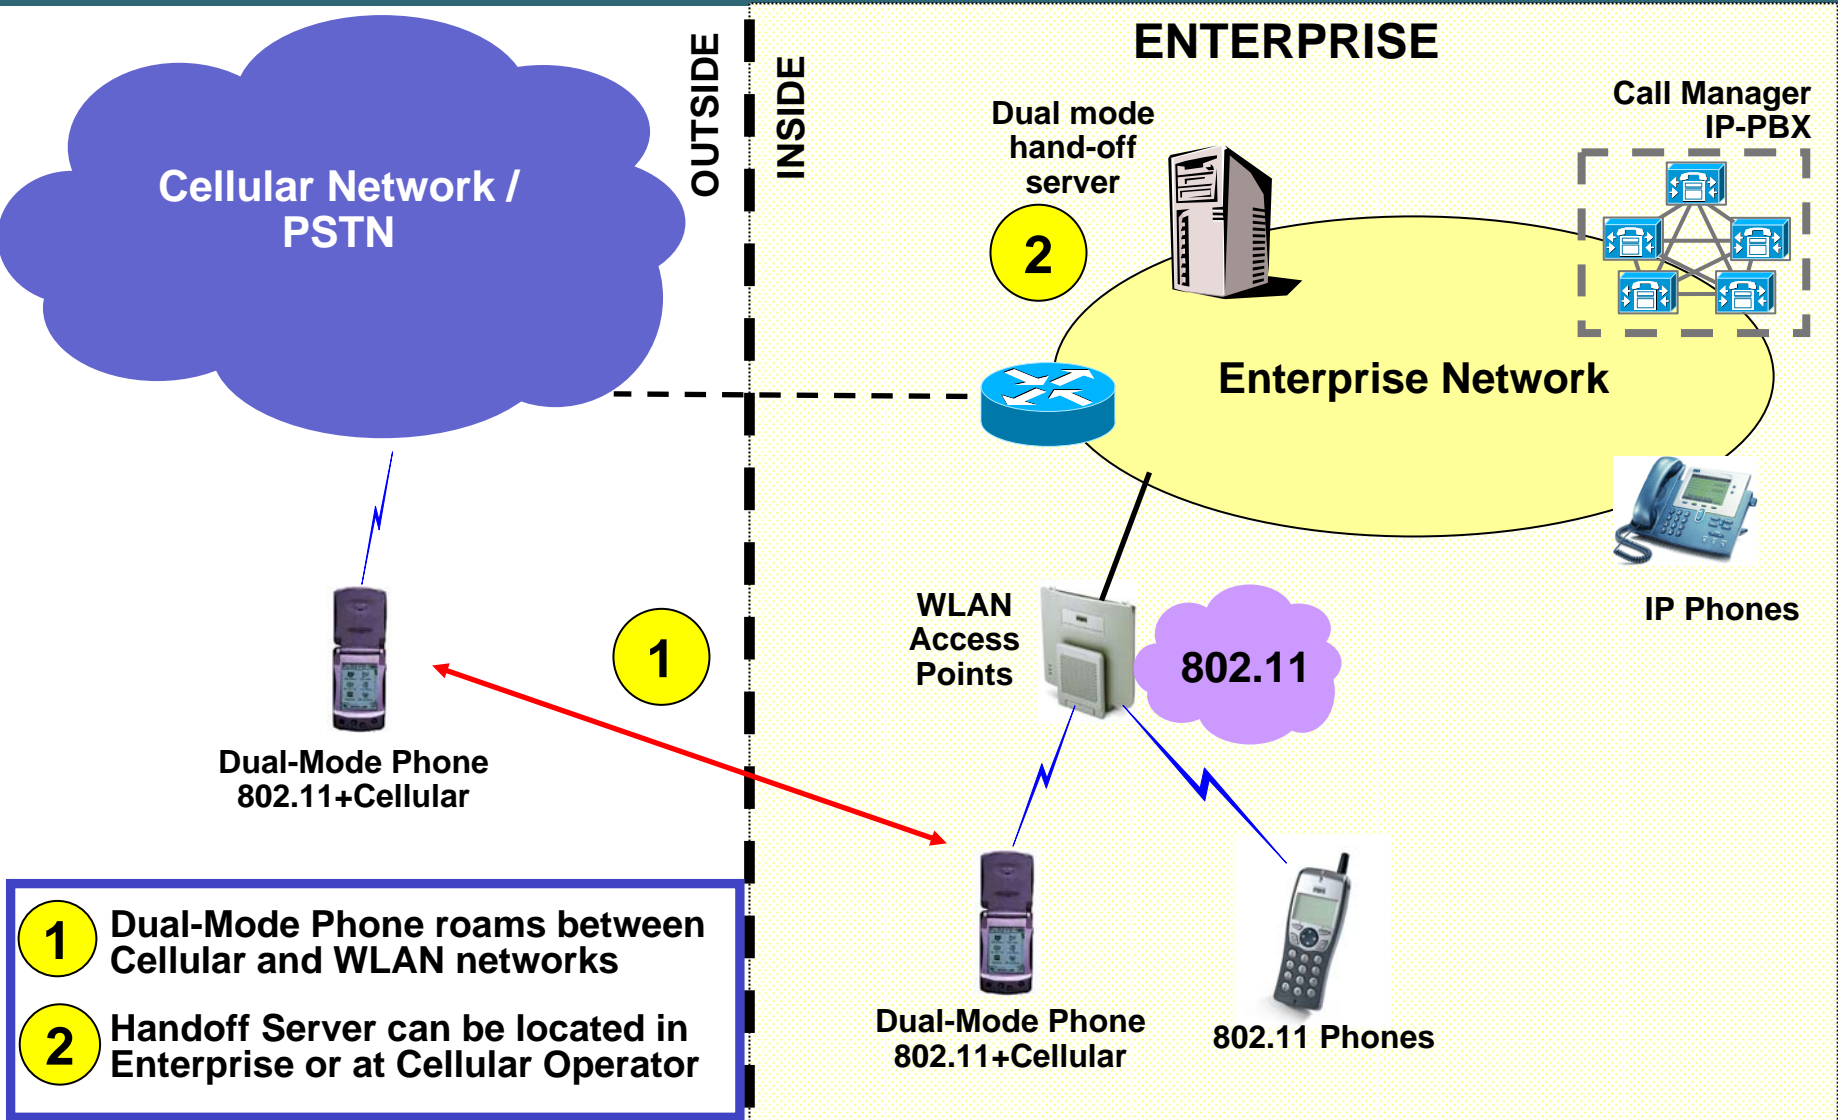 ENTERPRISE
OUTSIDE
INSIDE
Cellular Network /
PSTN
Dual mode
hand-off
server
2
Call Manager
IP-PBX
Enterprise Network
IP Phones
WLAN
Access
Points
802.11
1
Dual-Mode Phone
802.11+Cellular
Dual-Mode Phone
802.11+Cellular
802.11 Phones
1
Dual-Mode Phone roams between
Cellular and WLAN networks
2
Handoff Server can be located in
Enterprise or at Cellular Operator